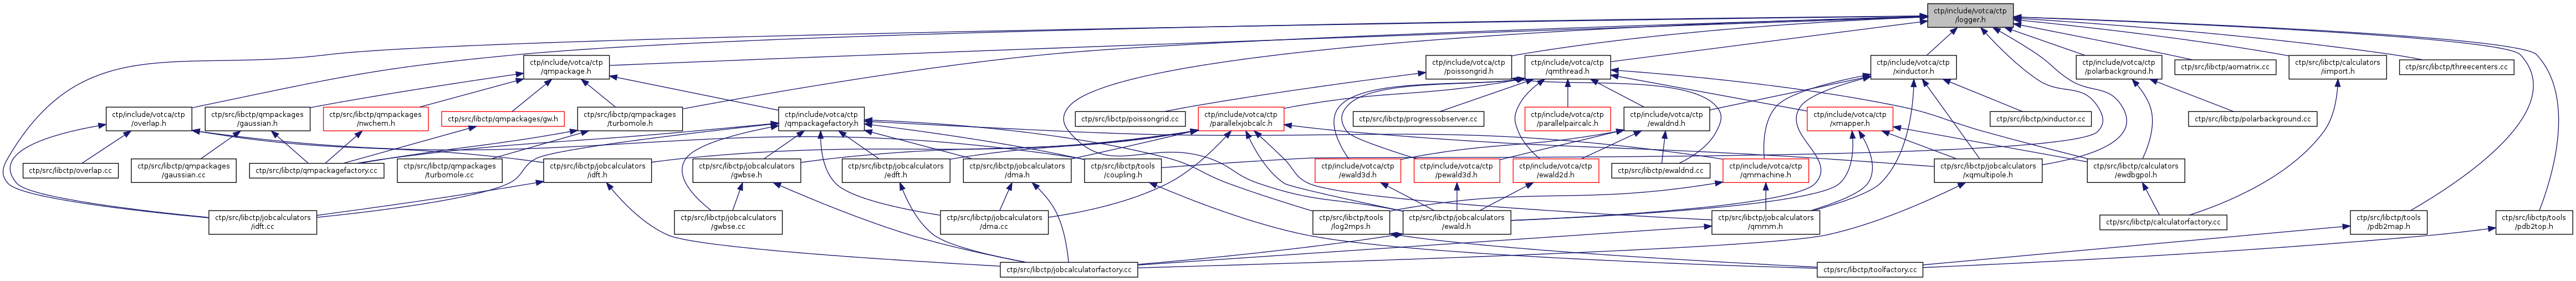 ctp/include/votca/ctp
/logger.h
ctp/include/votca/ctp
/qmpackage.h
ctp/include/votca/ctp
/poissongrid.h
ctp/include/votca/ctp
/qmthread.h
ctp/include/votca/ctp
/xinductor.h
ctp/include/votca/ctp
/polarbackground.h
ctp/src/libctp/aomatrix.cc
ctp/src/libctp/calculators
/iimport.h
ctp/src/libctp/threecenters.cc
ctp/include/votca/ctp
/overlap.h
ctp/src/libctp/qmpackages
/gaussian.h
ctp/src/libctp/qmpackages
/nwchem.h
ctp/src/libctp/qmpackages/gw.h
ctp/src/libctp/qmpackages
/turbomole.h
ctp/include/votca/ctp
/qmpackagefactory.h
ctp/src/libctp/poissongrid.cc
ctp/include/votca/ctp
/parallelxjobcalc.h
ctp/src/libctp/progressobserver.cc
ctp/include/votca/ctp
/parallelpaircalc.h
ctp/include/votca/ctp
/ewaldnd.h
ctp/include/votca/ctp
/xmapper.h
ctp/src/libctp/xinductor.cc
ctp/src/libctp/polarbackground.cc
ctp/src/libctp/overlap.cc
ctp/src/libctp/qmpackages
/gaussian.cc
ctp/src/libctp/qmpackagefactory.cc
ctp/src/libctp/qmpackages
/turbomole.cc
ctp/src/libctp/jobcalculators
/idft.h
ctp/src/libctp/jobcalculators
/gwbse.h
ctp/src/libctp/jobcalculators
/edft.h
ctp/src/libctp/jobcalculators
/dma.h
ctp/src/libctp/tools
/coupling.h
ctp/include/votca/ctp
/ewald3d.h
ctp/include/votca/ctp
/pewald3d.h
ctp/include/votca/ctp
/ewald2d.h
ctp/src/libctp/ewaldnd.cc
ctp/include/votca/ctp
/qmmachine.h
ctp/src/libctp/jobcalculators
/xqmultipole.h
ctp/src/libctp/calculators
/ewdbgpol.h
ctp/src/libctp/jobcalculators
/idft.cc
ctp/src/libctp/jobcalculators
/gwbse.cc
ctp/src/libctp/jobcalculators
/dma.cc
ctp/src/libctp/tools
/log2mps.h
ctp/src/libctp/jobcalculators
/ewald.h
ctp/src/libctp/jobcalculators
/qmmm.h
ctp/src/libctp/calculatorfactory.cc
ctp/src/libctp/tools
/pdb2map.h
ctp/src/libctp/tools
/pdb2top.h
ctp/src/libctp/jobcalculatorfactory.cc
ctp/src/libctp/toolfactory.cc